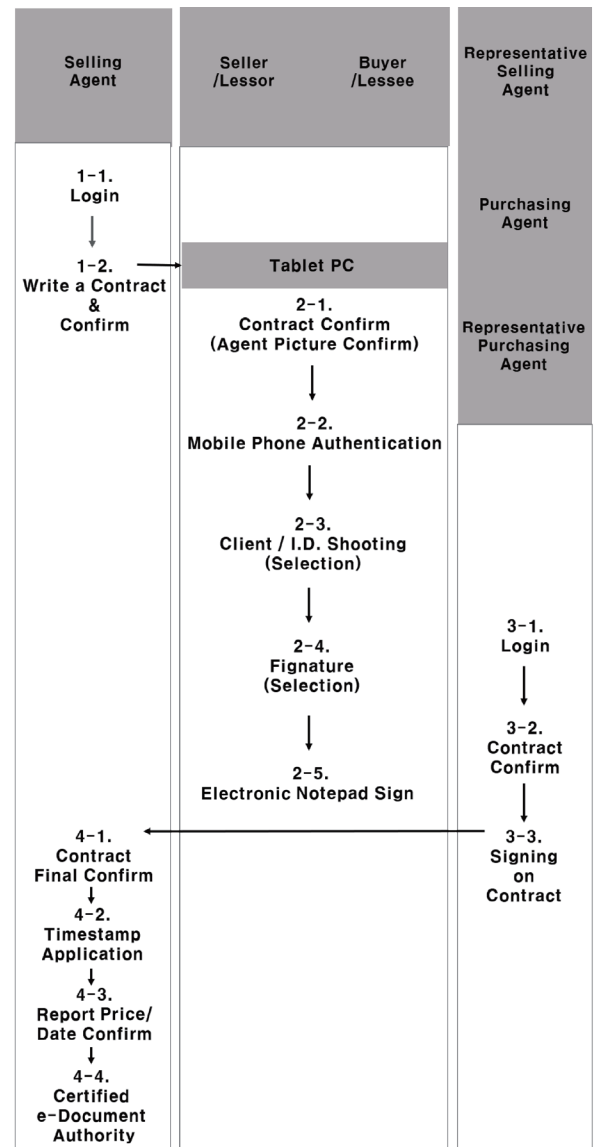 Selling
Agent
Seller
/Lessor
Buyer
/Lessee
Representative
Selling
Agent
Purchasing
Agent
Representative
Purchasing
Agent
1-1.
Login
1-2.
Write a Contract
&
Confirm
Tablet PC
2-1.
Contract Confirm
(Agent Picture Confirm)
2-2.
Mobile Phone Authentication
2-3.
Client / I.D. Shooting
(Selection)
2-4.
Fignature
(Selection)
2-5.
Electronic Notepad Sign
3-1.
Login
3-2.
Contract
Confirm
3-3.
Signing
on
Contract
4-1.
Contract
Final Confirm
4-2.
Timestamp
Application
4-3.
Report Price/
Date Confirm
4-4.
Certified
e-Document
Authority